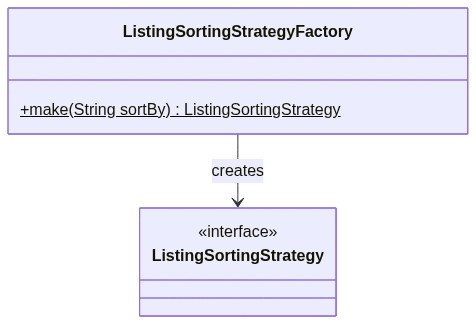 ListingSortingStrategyFactory
+make(String sortBy) : ListingSortingStrategy
creates
«interface»
ListingSortingStrategy